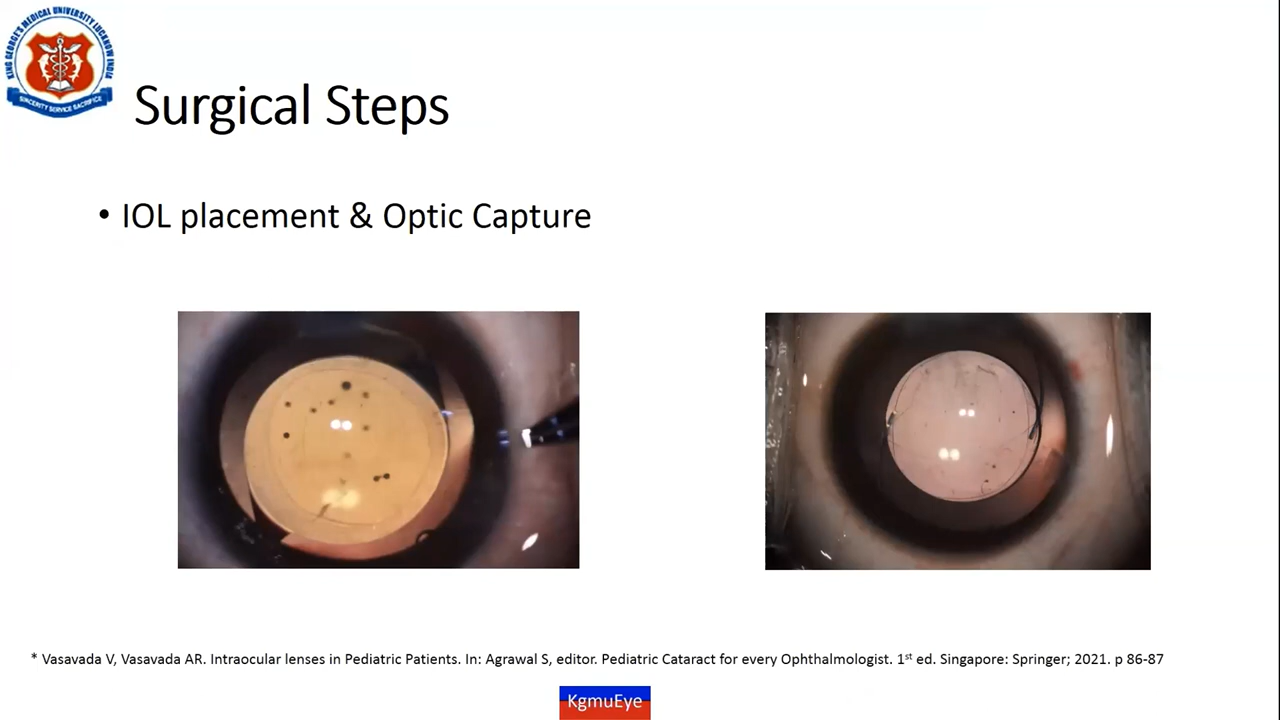 KING GEORGE'S MEDICAL UNIVERSITY LUCKNOW INDIA
SINCERITY SERVICE SACRIFICE
Surgical Steps
• IOL placement & Optic Capture
* Vasavada V, Vasavada AR. Intraocular lenses in Pediatric Patients. In: Agrawal S, editor. Pediatric Cataract for every Ophthalmologist. 1st ed. Singapore: Springer; 2021. p 86-87
KgmuEye